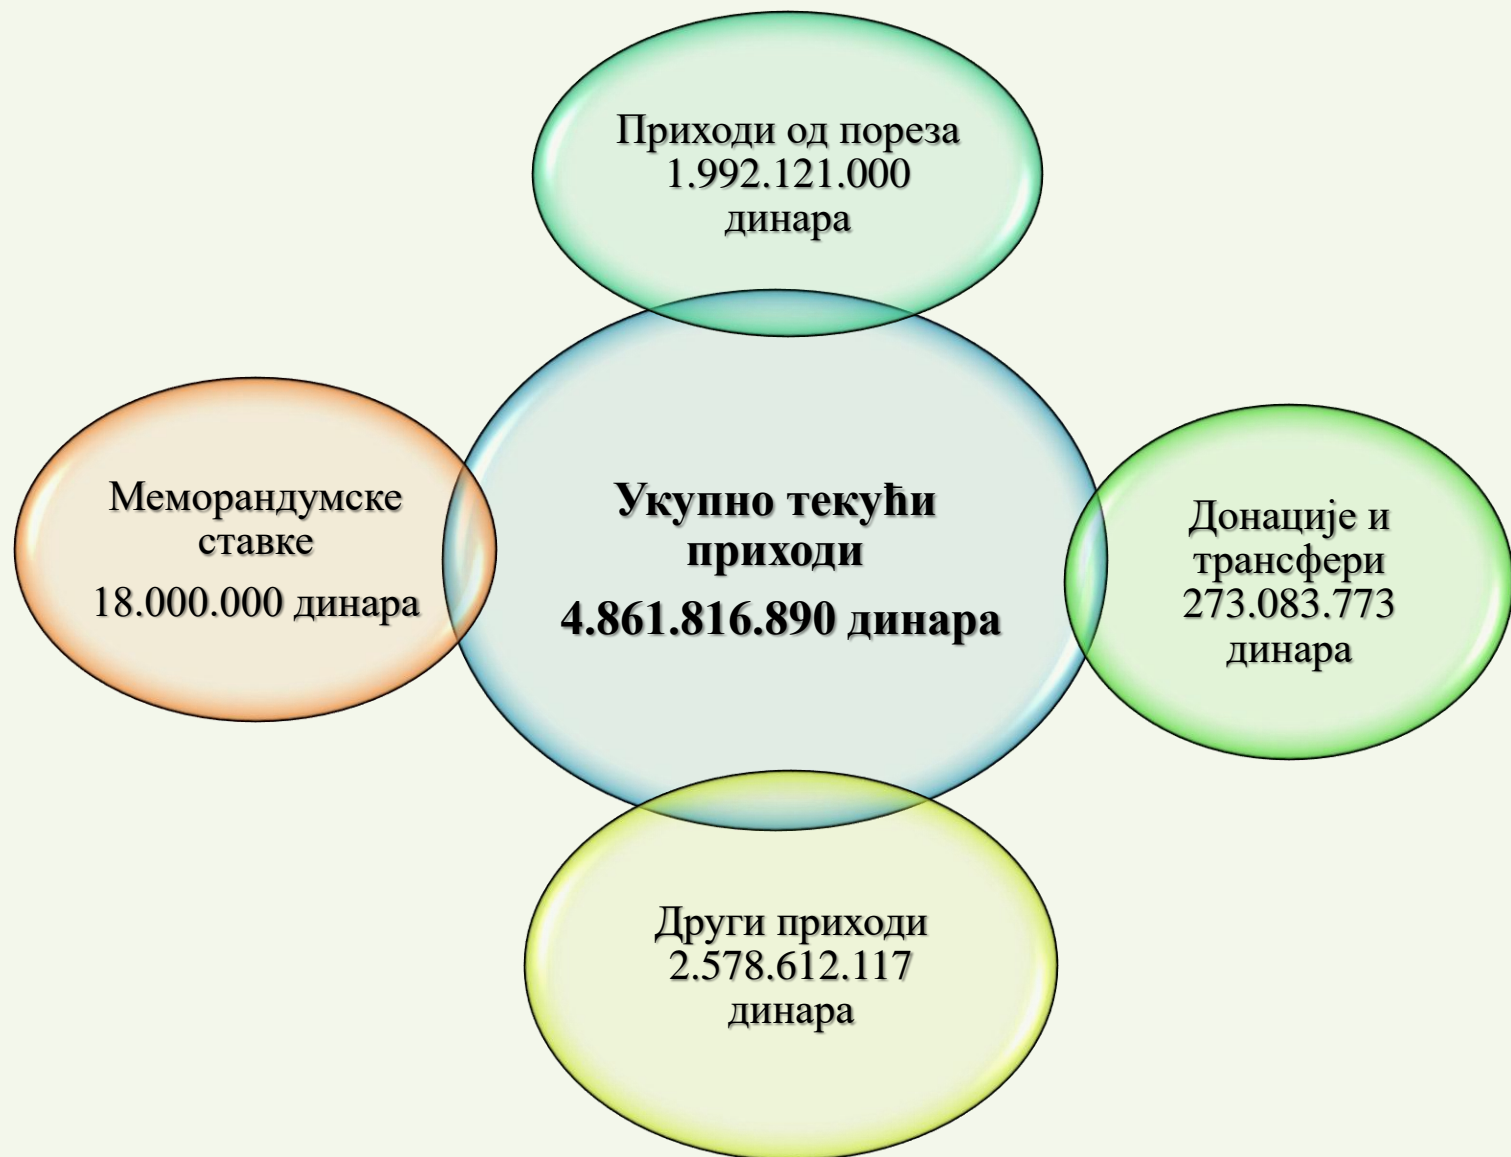 Приходи од пореза
1.992.121.000
динара
Меморандумске
ставке
18.000.000 динара
Укупно текући
приходи
4.861.816.890 динара
Донације и
трансфери
273.083.773
динара
Други приходи
2.578.612.117
динара